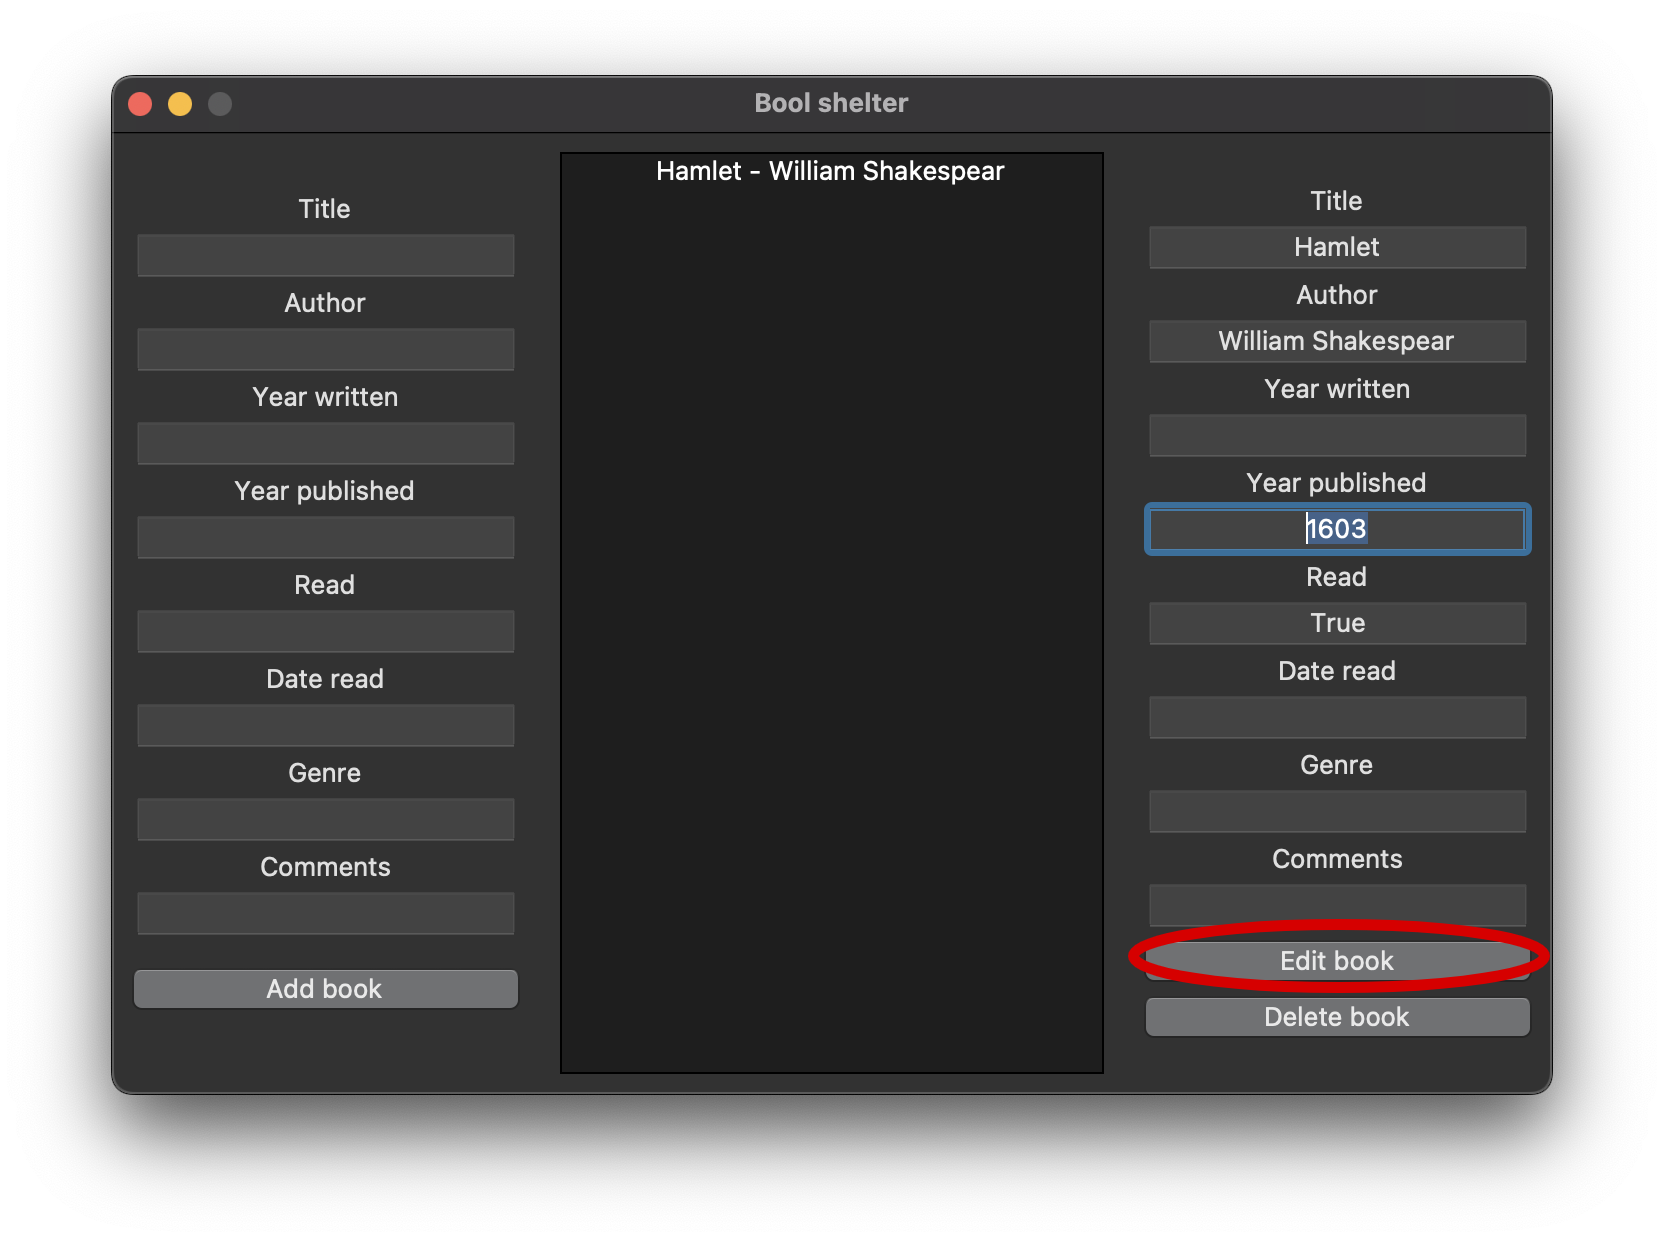 Bool shelter
Title
Author
Year written
Year published
Read
Date read
Genre
Comments
Add book
Hamlet - William Shakespear
Title
Hamlet
Author
William Shakespear
Year written
Year published
1603
Read
True
Date read
Genre
Comments
Edit book
Delete book